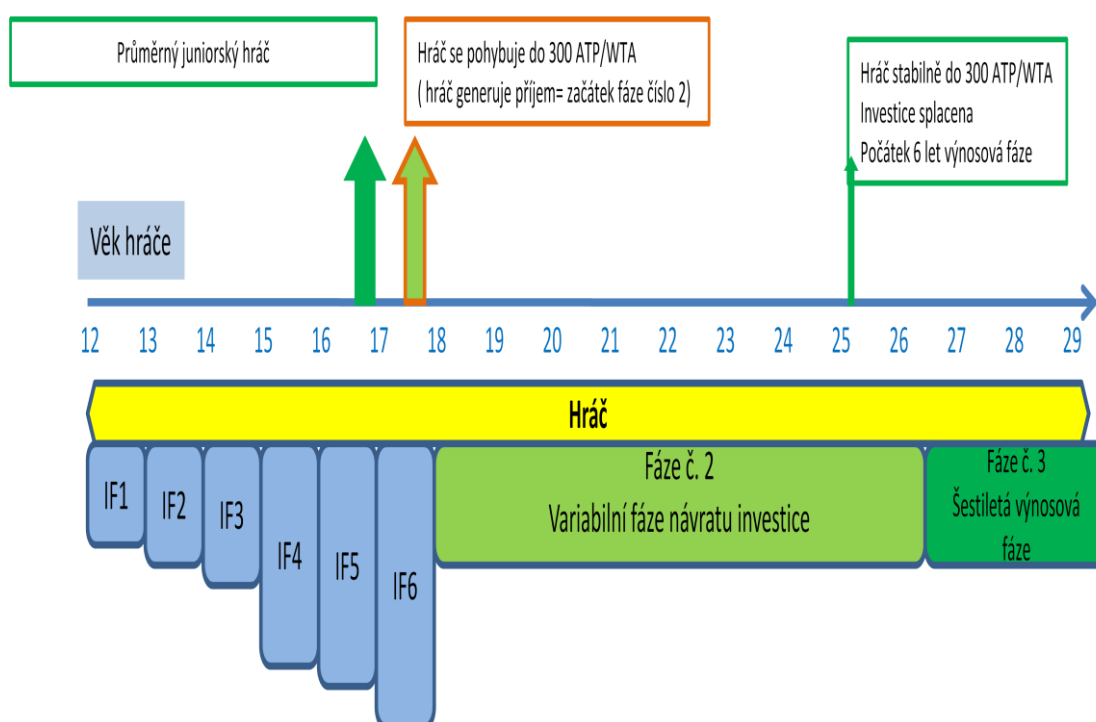 Průměrný juniorský hráč
Hráč se pohybuje do 300 ATP/WTA
( hráč generuje příjem= začátek fáze číslo 2)
Hráč stabilně do 300 ATP/WTA
Investice splacena
Počátek 6 let výnosová fáze
Věk hráče
12 13 14 15 16 17 18 19 20 21 22 23 24 25 26 27 28 29
Hráč
IF1
IF2
IF3
IF4
IF5
IF6
Fáze č. 2
Variabilní fáze návratu investice
Fáze č. 3
Šestiletá výnosová
fáze